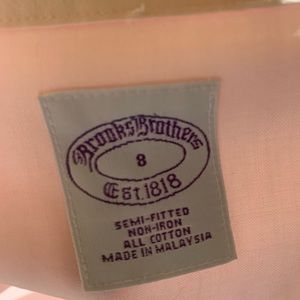 Brooks Brothers
8
Est. 1818
SEMI-FITTED
NON-IRON
ALL COTTON
MADE IN MALAYSIA